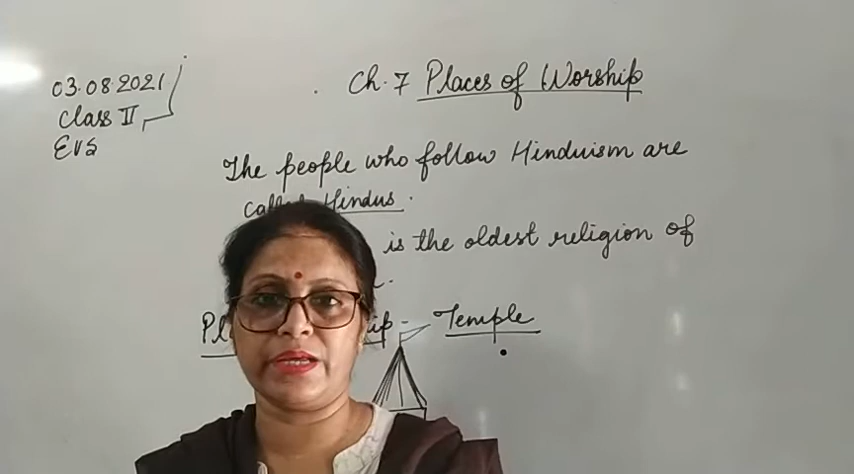 03.08.2021
Class II
EVS
Ch. 7 Places of Worship
The people who follow Hinduism are
Hindus.
is the oldest religion of
- Temple